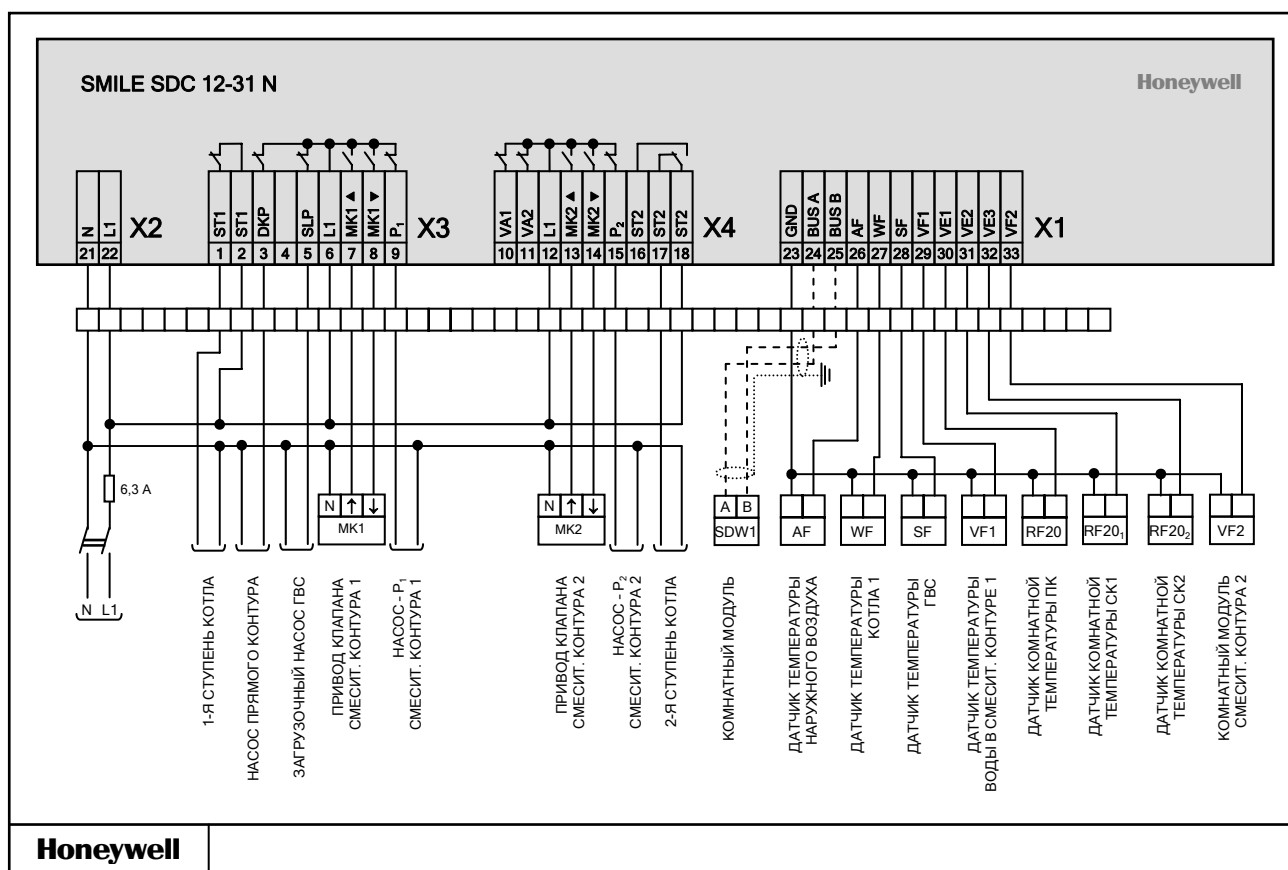 SMILE SDC 12-31 N
Honeywell
N
L1
X2
21 22
ST1
ST1
DKP
SLP
L1
MK1 ▲
MK1 ▼
P₁
X3
1 2 3 4 5 6 7 8 9
VA1
VA2
L1
MK2 ▲
MK2 ▼
P₂
ST2
ST2
ST2
X4
10 11 12 13 14 15 16 17 18
GND
BUS A
BUS B
AF
WF
SF
VF1
VE1
VE2
VE3
VF2
X1
23 24 25 26 27 28 29 30 31 32 33
6,3 A
N L1
N ↑ ↓
MK1
N ↑ ↓
MK2
A B
SDW1
AF
WF
SF
VF1
RF20
RF20₁
RF20₂
VF2
1-Я СТУПЕНЬ КОТЛА
НАСОС ПРЯМОГО КОНТУРА
ЗАГРУЗОЧНЫЙ НАСОС ГВС
ПРИВОД КЛАПАНА
СМЕСИТ. КОНТУРА 1
НАСОС - P₁
СМЕСИТ. КОНТУРА 1
ПРИВОД КЛАПАНА
СМЕСИТ. КОНТУРА 2
НАСОС - P₂
СМЕСИТ. КОНТУРА 2
2-Я СТУПЕНЬ КОТЛА
КОМНАТНЫЙ МОДУЛЬ
ДАТЧИК ТЕМПЕРАТУРЫ
НАРУЖНОГО ВОЗДУХА
ДАТЧИК ТЕМПЕРАТУРЫ
КОТЛА 1
ДАТЧИК ТЕМПЕРАТУРЫ
ГВС
ДАТЧИК ТЕМПЕРАТУРЫ
ВОДЫ В СМЕСИТ. КОНТУРЕ 1
ДАТЧИК КОМНАТНОЙ
ТЕМПЕРАТУРЫ ПК
ДАТЧИК КОМНАТНОЙ
ТЕМПЕРАТУРЫ СК1
ДАТЧИК КОМНАТНОЙ
ТЕМПЕРАТУРЫ СК2
КОМНАТНЫЙ МОДУЛЬ
СМЕСИТ. КОНТУРА 2
Honeywell